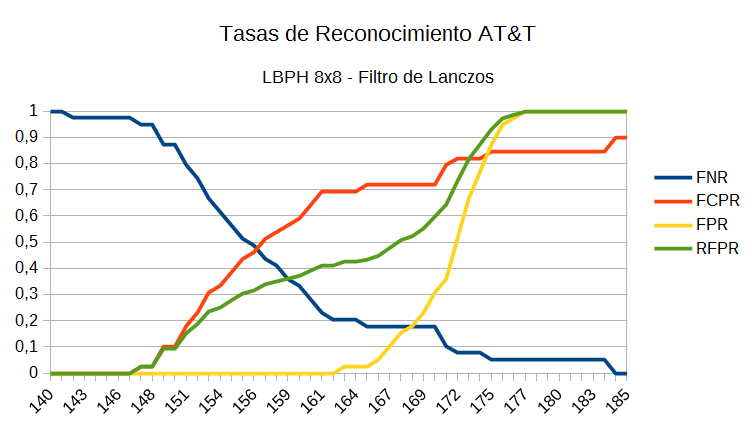 Tasas de Reconocimiento AT&T
LBPH 8x8 - Filtro de Lanczos
1
0,9
0,8
0,7
0,6
0,5
0,4
0,3
0,2
0,1
0
FNR
FCPR
FPR
RFPR
140 143 146 148 151 154 156 159 161 164 167 169 172 175 177 180 183 185